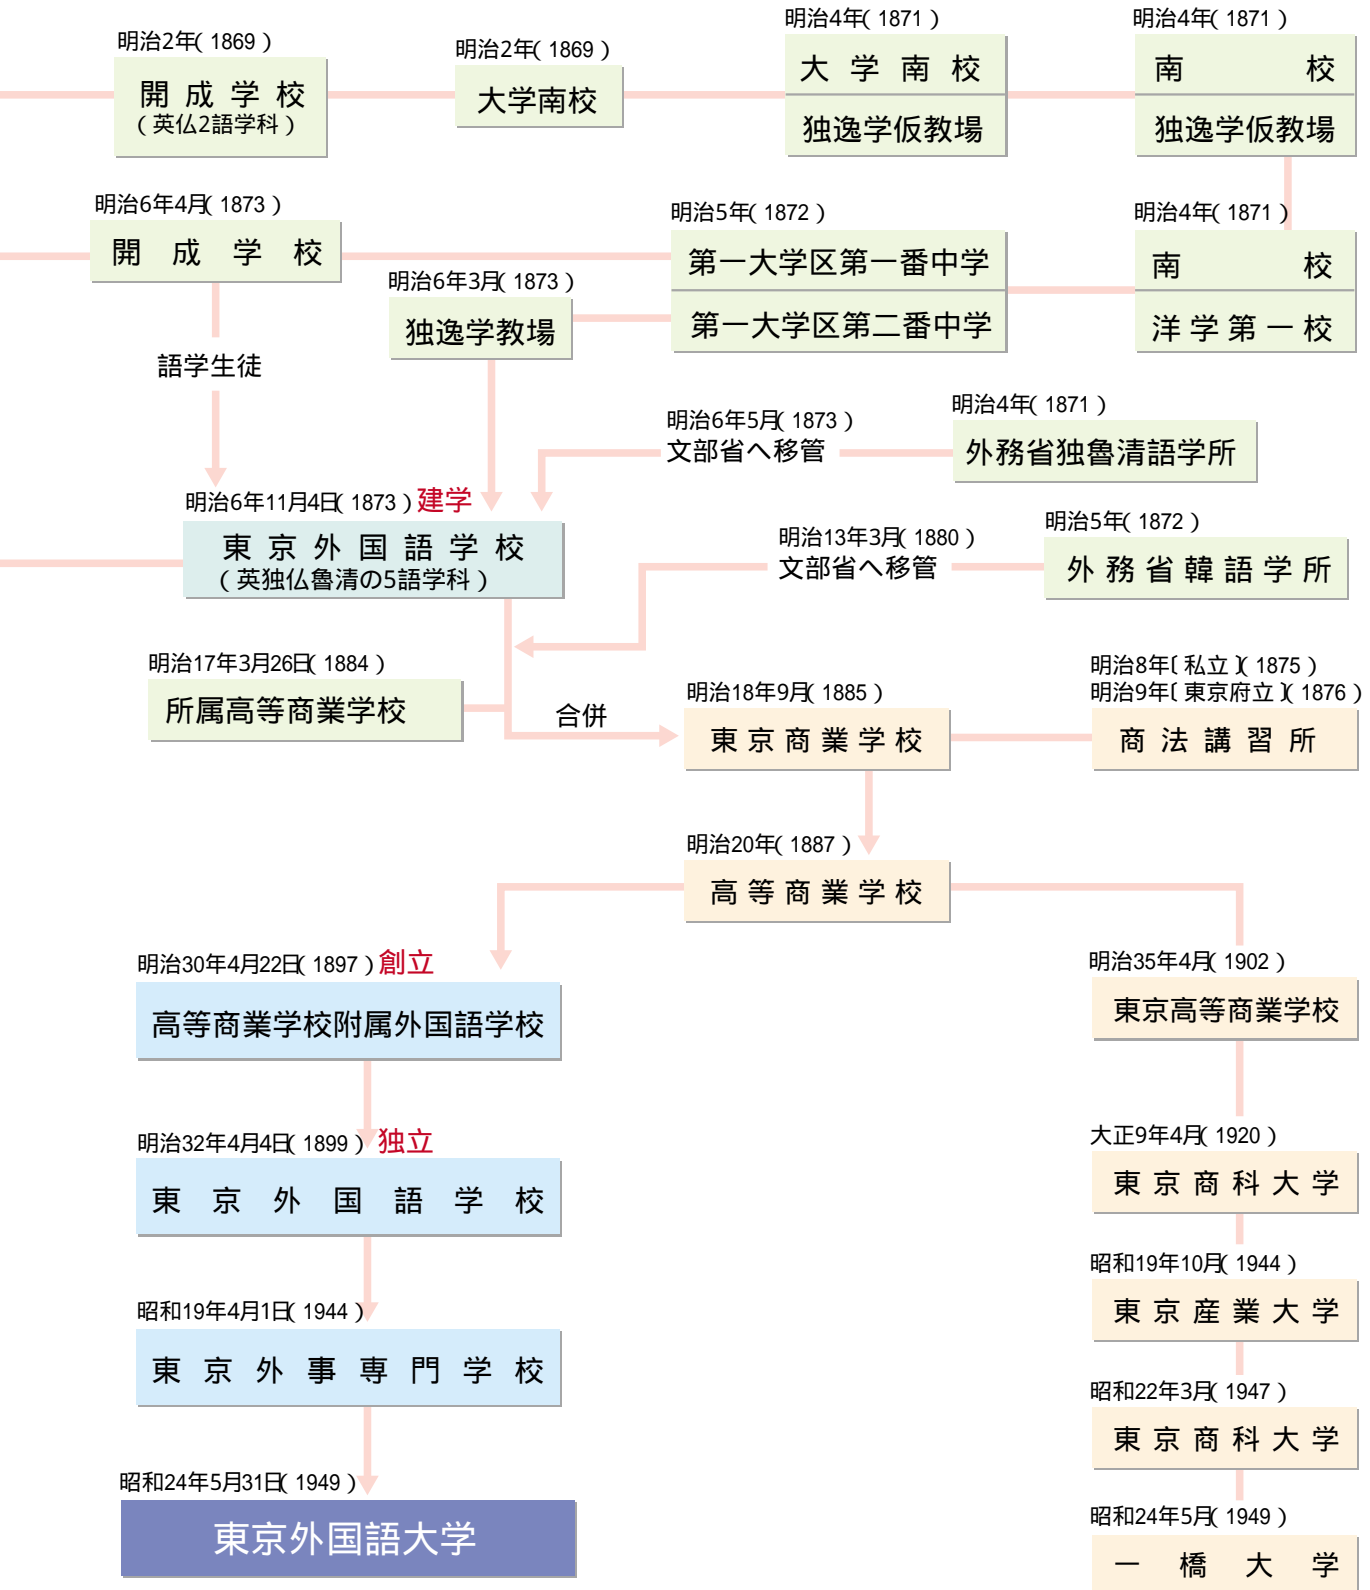 明治2年(1869)
開成学校
(英仏2語学科)
明治2年(1869)
大学南校
明治4年(1871)
大学南校
独逸学仮教場
明治4年(1871)
南校
独逸学仮教場
明治6年4月(1873)
開成学校
明治6年3月(1873)
独逸学教場
明治5年(1872)
第一大学区第一番中学
第一大学区第二番中学
明治4年(1871)
南校
洋学第一校
語学生徒
明治6年5月(1873)
文部省へ移管
明治4年(1871)
外務省独魯清語学所
明治6年11月4日(1873)建学
東京外国語学校
(英独仏魯清の5語学科)
明治13年3月(1880)
文部省へ移管
明治5年(1872)
外務省韓語学所
明治17年3月26日(1884)
所属高等商業学校
合併
明治18年9月(1885)
東京商業学校
明治8年〔私立〕(1875)
明治9年〔東京府立〕(1876)
商法講習所
明治20年(1887)
高等商業学校
明治30年4月22日(1897)創立
高等商業学校附属外国語学校
明治35年4月(1902)
東京高等商業学校
明治32年4月4日(1899)独立
東京外国語学校
大正9年4月(1920)
東京商科大学
昭和19年4月1日(1944)
東京外事専門学校
昭和19年10月(1944)
東京産業大学
昭和22年3月(1947)
東京商科大学
昭和24年5月31日(1949)
東京外国語大学
昭和24年5月(1949)
一橋大学